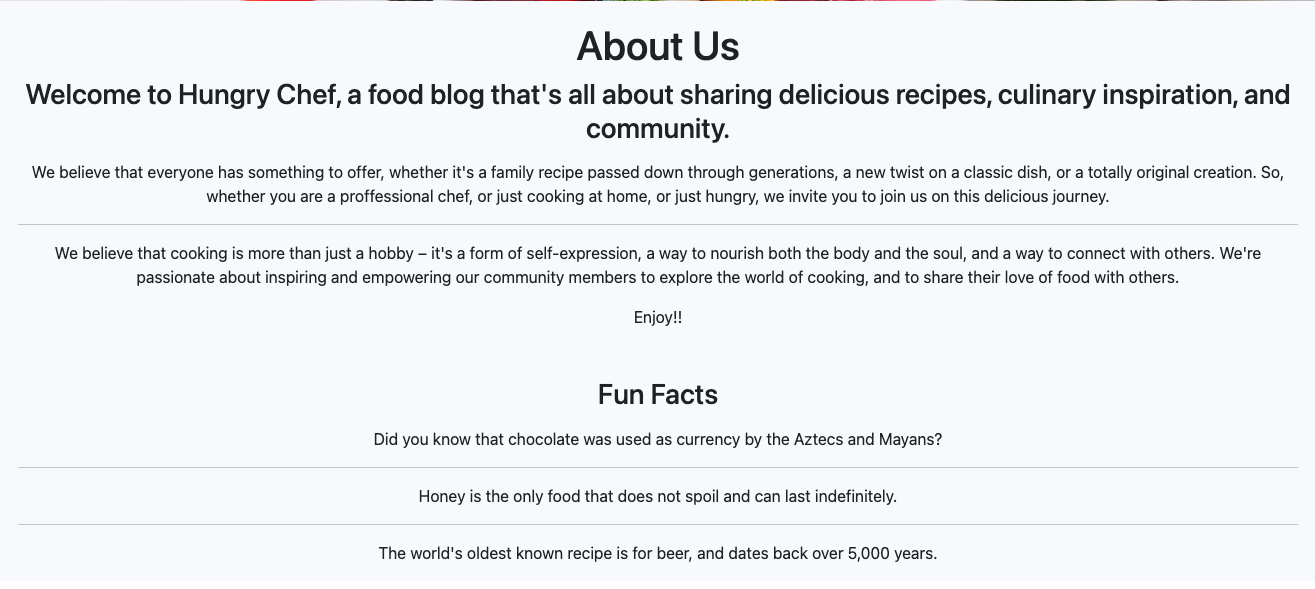 About Us
Welcome to Hungry Chef, a food blog that's all about sharing delicious recipes, culinary inspiration, and
community.
We believe that everyone has something to offer, whether it's a family recipe passed down through generations, a new twist on a classic dish, or a totally original creation. So,
whether you are a proffessional chef, or just cooking at home, or just hungry, we invite you to join us on this delicious journey.
We believe that cooking is more than just a hobby – it's a form of self-expression, a way to nourish both the body and the soul, and a way to connect with others. We're
passionate about inspiring and empowering our community members to explore the world of cooking, and to share their love of food with others.
Enjoy!!
Fun Facts
Did you know that chocolate was used as currency by the Aztecs and Mayans?
Honey is the only food that does not spoil and can last indefinitely.
The world's oldest known recipe is for beer, and dates back over 5,000 years.